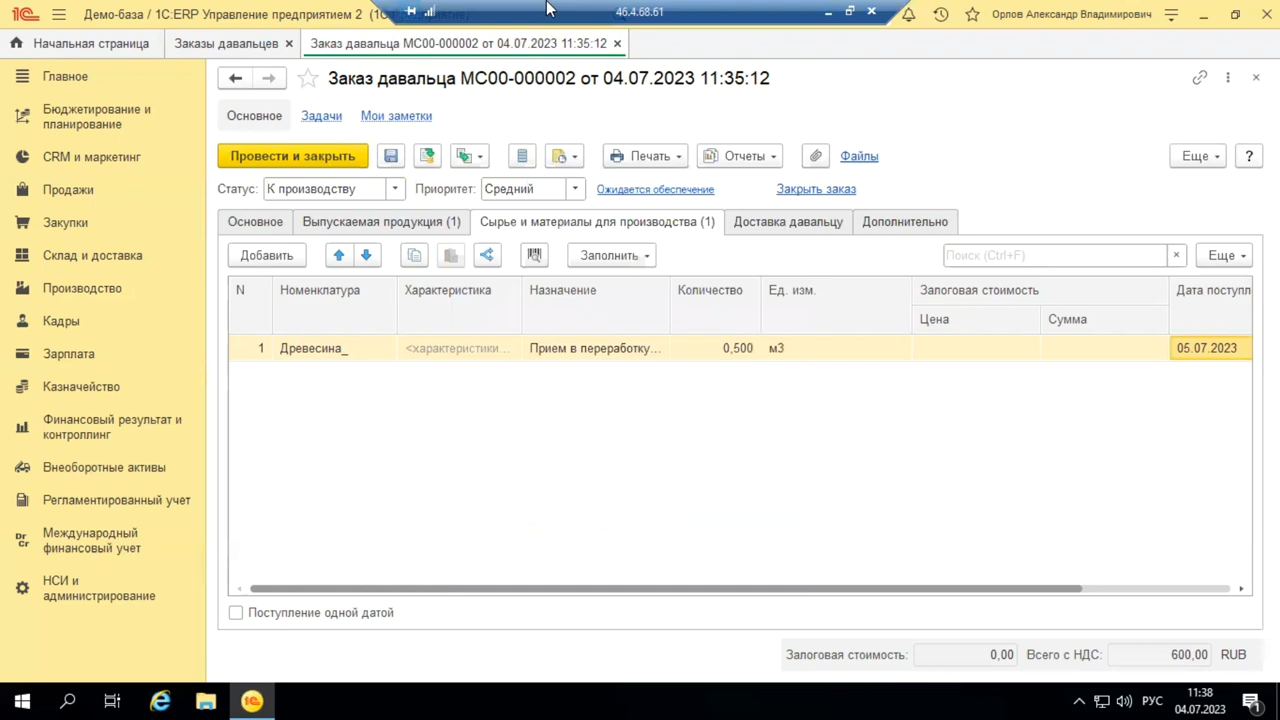 Демо-база / 1С:ERP Управление предприятием 2 (1С:
46.4.68.61
Орлов Александр Владимирович
Начальная страница
Заказы давальцев
Заказ давальца МС00-000002 от 04.07.2023 11:35:12
Главное
Бюджетирование и
планирование
CRM и маркетинг
Продажи
Закупки
Склад и доставка
Производство
Кадры
Зарплата
Казначейство
Финансовый результат и
контроллинг
Внеоборотные активы
Регламентированный учет
Dr
Cr
Международный
финансовый учет
НСИ и
администрирование
Заказ давальца МС00-000002 от 04.07.2023 11:35:12
Основное Задачи Мои заметки
Провести и закрыть Печать Отчеты Файлы Еще ?
Статус: К производству Приоритет: Средний Ожидается обеспечение Закрыть заказ
Основное Выпускаемая продукция (1) Сырье и материалы для производства (1) Доставка давальцу Дополнительно
Добавить Заполнить Поиск (Ctrl+F) Еще
N Номенклатура Характеристика Назначение Количество Ед. изм. Залоговая стоимость Дата поступл
Цена Сумма
1 Древесина_ <характеристики... Прием в переработку... 0,500 м3 05.07.2023
Поступление одной датой
Залоговая стоимость: 0,00 Всего с НДС: 600,00 RUB
РУС
11:38
04.07.2023
1